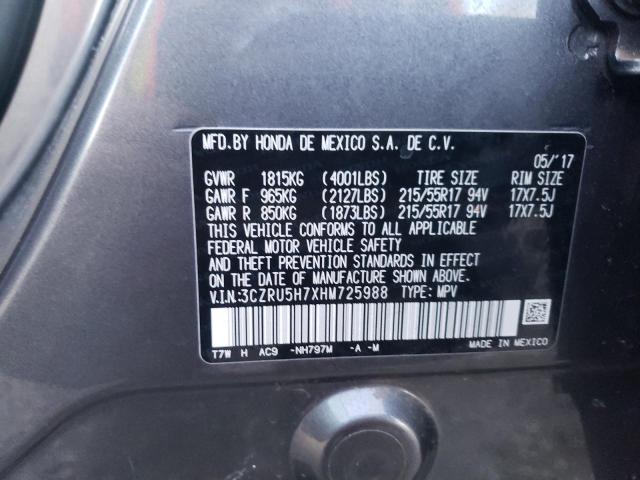 MFD.BY HONDA DE MEXICO S.A. DE C.V.
05/'17
GVWR 1815KG (4001LBS) TIRE SIZE RIM SIZE
GAWR F 965KG (2127LBS) 215/55R17 94V 17X7.5J
GAWR R 850KG (1873LBS) 215/55R17 94V 17X7.5J
THIS VEHICLE CONFORMS TO ALL APPLICABLE
FEDERAL MOTOR VEHICLE SAFETY
AND THEFT PREVENTION STANDARDS IN EFFECT
ON THE DATE OF MANUFACTURE SHOWN ABOVE.
V.I.N:3CZRU5H7XHM725988 TYPE: MPV
T7W H AC9 -NH797M -A -M MADE IN MEXICO